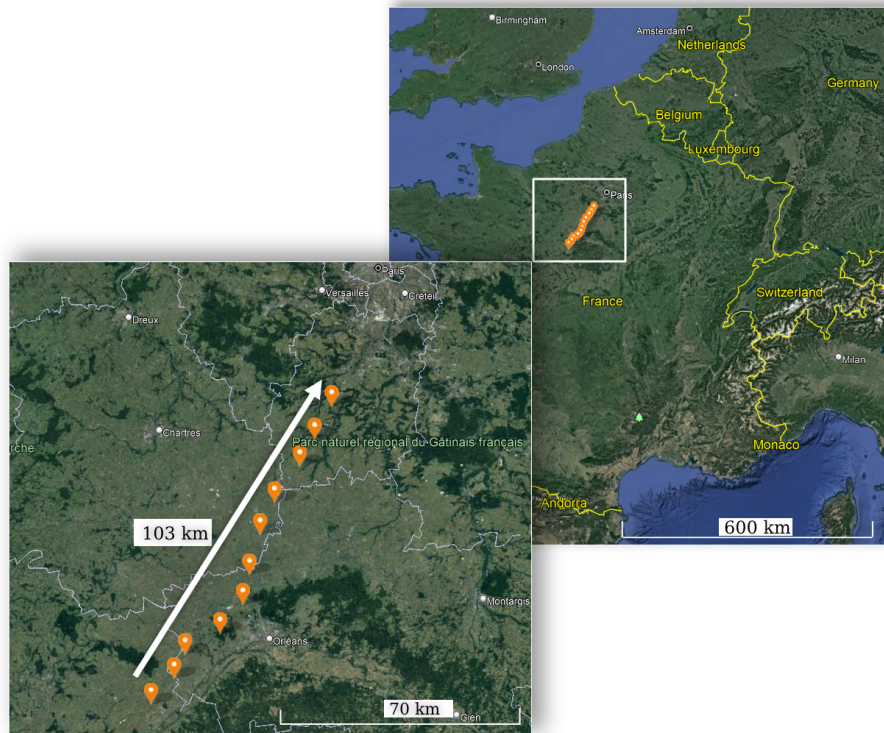 Birmingham
Amsterdam
Netherlands
London
Germany
Belgium
Luxembourg
Paris
France
Switzerland
Milan
Monaco
Andorra
600 km
Paris
Versailles
Créteil
Dreux
Chartres
rche
Parc naturel régional du Gâtinais français
103 km
Montargis
Orléans
70 km
Gien